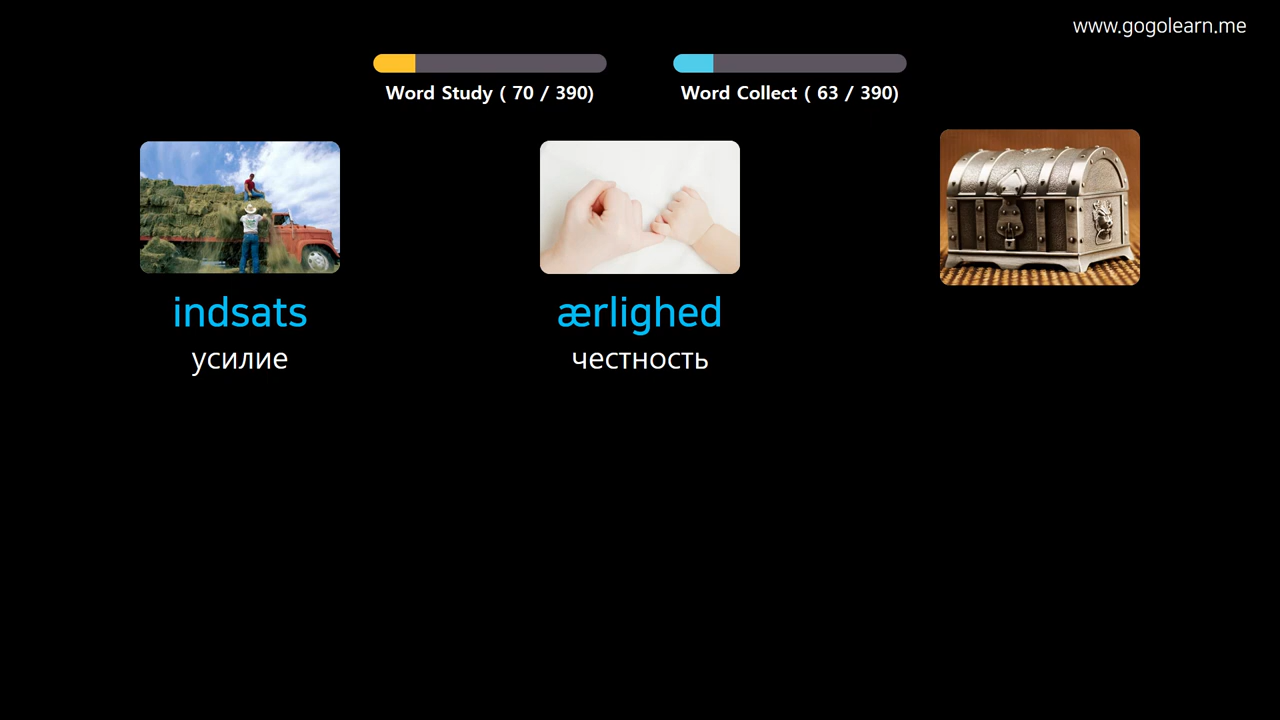 www.gogolearn.me
Word Study ( 70 / 390)
Word Collect ( 63 / 390)
indsats
усилие
ærlighed
честность